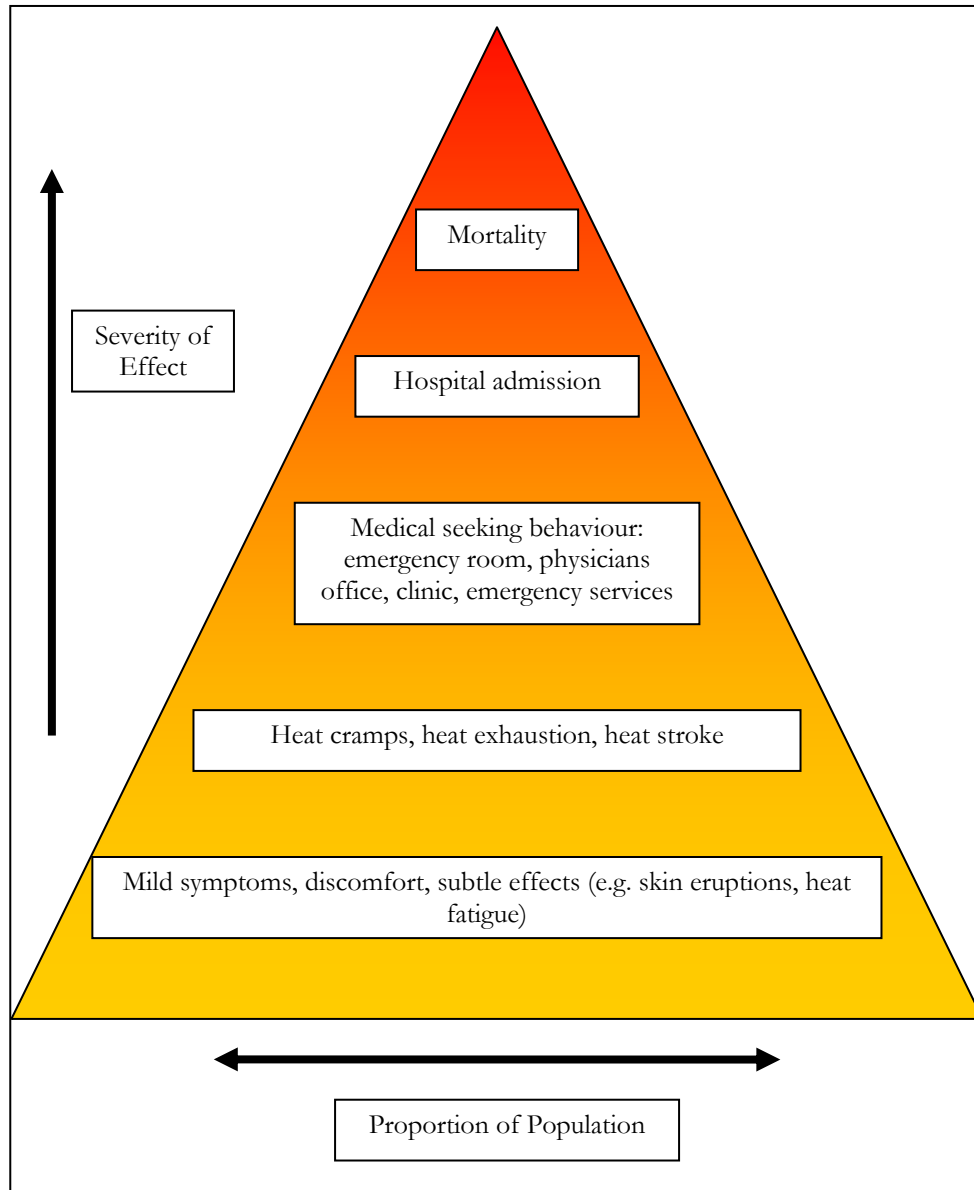 Mortality
Severity of
Effect
Hospital admission
Medical seeking behaviour:
emergency room, physicians
office, clinic, emergency services
Heat cramps, heat exhaustion, heat stroke
Mild symptoms, discomfort, subtle effects (e.g. skin eruptions, heat
fatigue)
Proportion of Population